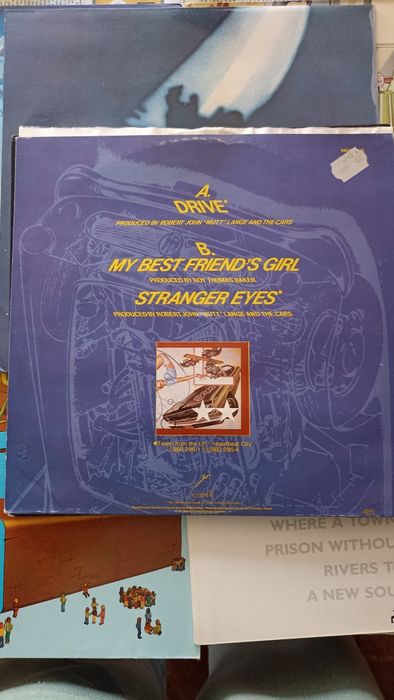 A.
DRIVE*
PRODUCED BY ROBERT JOHN "MUTT" LANGE AND THE CARS
B.
MY BEST FRIEND'S GIRL
PRODUCED BY ROY THOMAS BAKER
STRANGER EYES*
PRODUCED BY ROBERT JOHN "MUTT" LANGE AND THE CARS
*Taken from the LP- "Heartbeat City"
960 296-1 960 296-4
WHERE A TOWN
PRISON WITHOU
RIVERS T
A NEW SOU